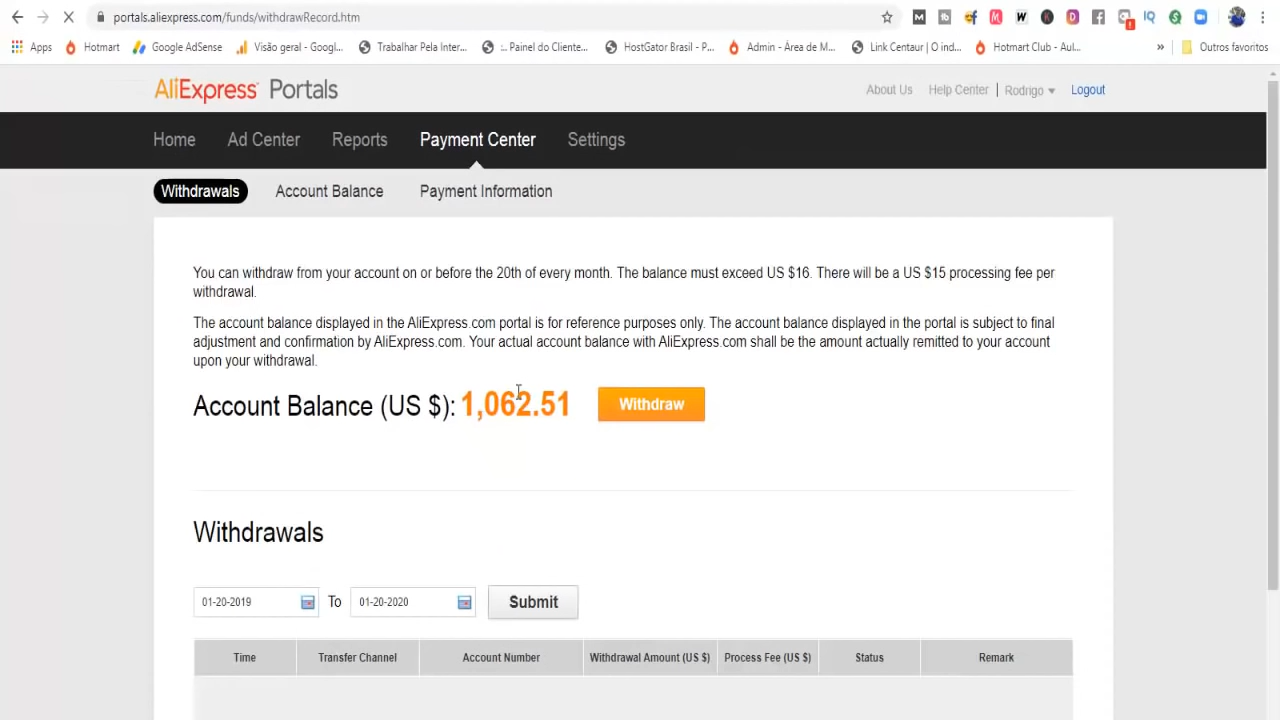 portals.aliexpress.com/funds/withdrawRecord.htm
Apps Hotmart Google AdSense Visão geral - Googl... Trabalhar Pela Inter... :. Painel do Cliente... HostGator Brasil - P... Admin - Área de M... Link Centaur | O ind... Hotmart Club - Aul... » Outros favoritos
AliExpress Portals
About Us Help Center | Rodrigo Logout
Home Ad Center Reports Payment Center Settings
Withdrawals Account Balance Payment Information
You can withdraw from your account on or before the 20th of every month. The balance must exceed US $16. There will be a US $15 processing fee per
withdrawal.
The account balance displayed in the AliExpress.com portal is for reference purposes only. The account balance displayed in the portal is subject to final
adjustment and confirmation by AliExpress.com. Your actual account balance with AliExpress.com shall be the amount actually remitted to your account
upon your withdrawal.
Account Balance (US $): 1,062.51 Withdraw
Withdrawals
01-20-2019 To 01-20-2020 Submit
Time Transfer Channel Account Number Withdrawal Amount (US $) Process Fee (US $) Status Remark